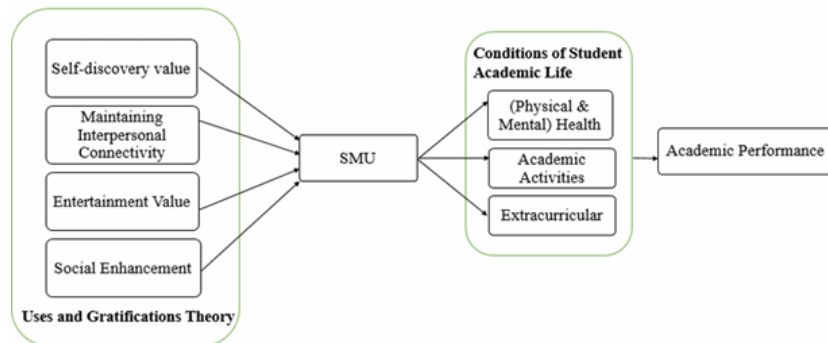 Self-discovery value
Maintaining
Interpersonal
Connectivity
Entertainment Value
Social Enhancement
Uses and Gratifications Theory
SMU
Conditions of Student
Academic Life
(Physical &
Mental) Health
Academic
Activities
Extracurricular
Academic Performance